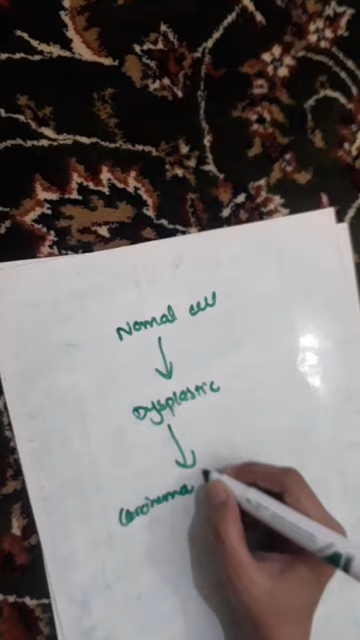 Normal cell
↓
Dysplastic
↓
Carcinoma